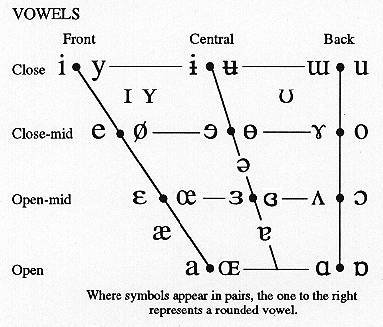 VOWELS
Front Central Back
Close i y ɨ ʉ ɯ u
I Y ʊ
Close-mid e ø ɘ ɵ ɤ o
ə
Open-mid ɛ œ ɜ ɞ ʌ ɔ
æ ɐ
Open a Œ ɑ ɒ
Where symbols appear in pairs, the one to the right
represents a rounded vowel.